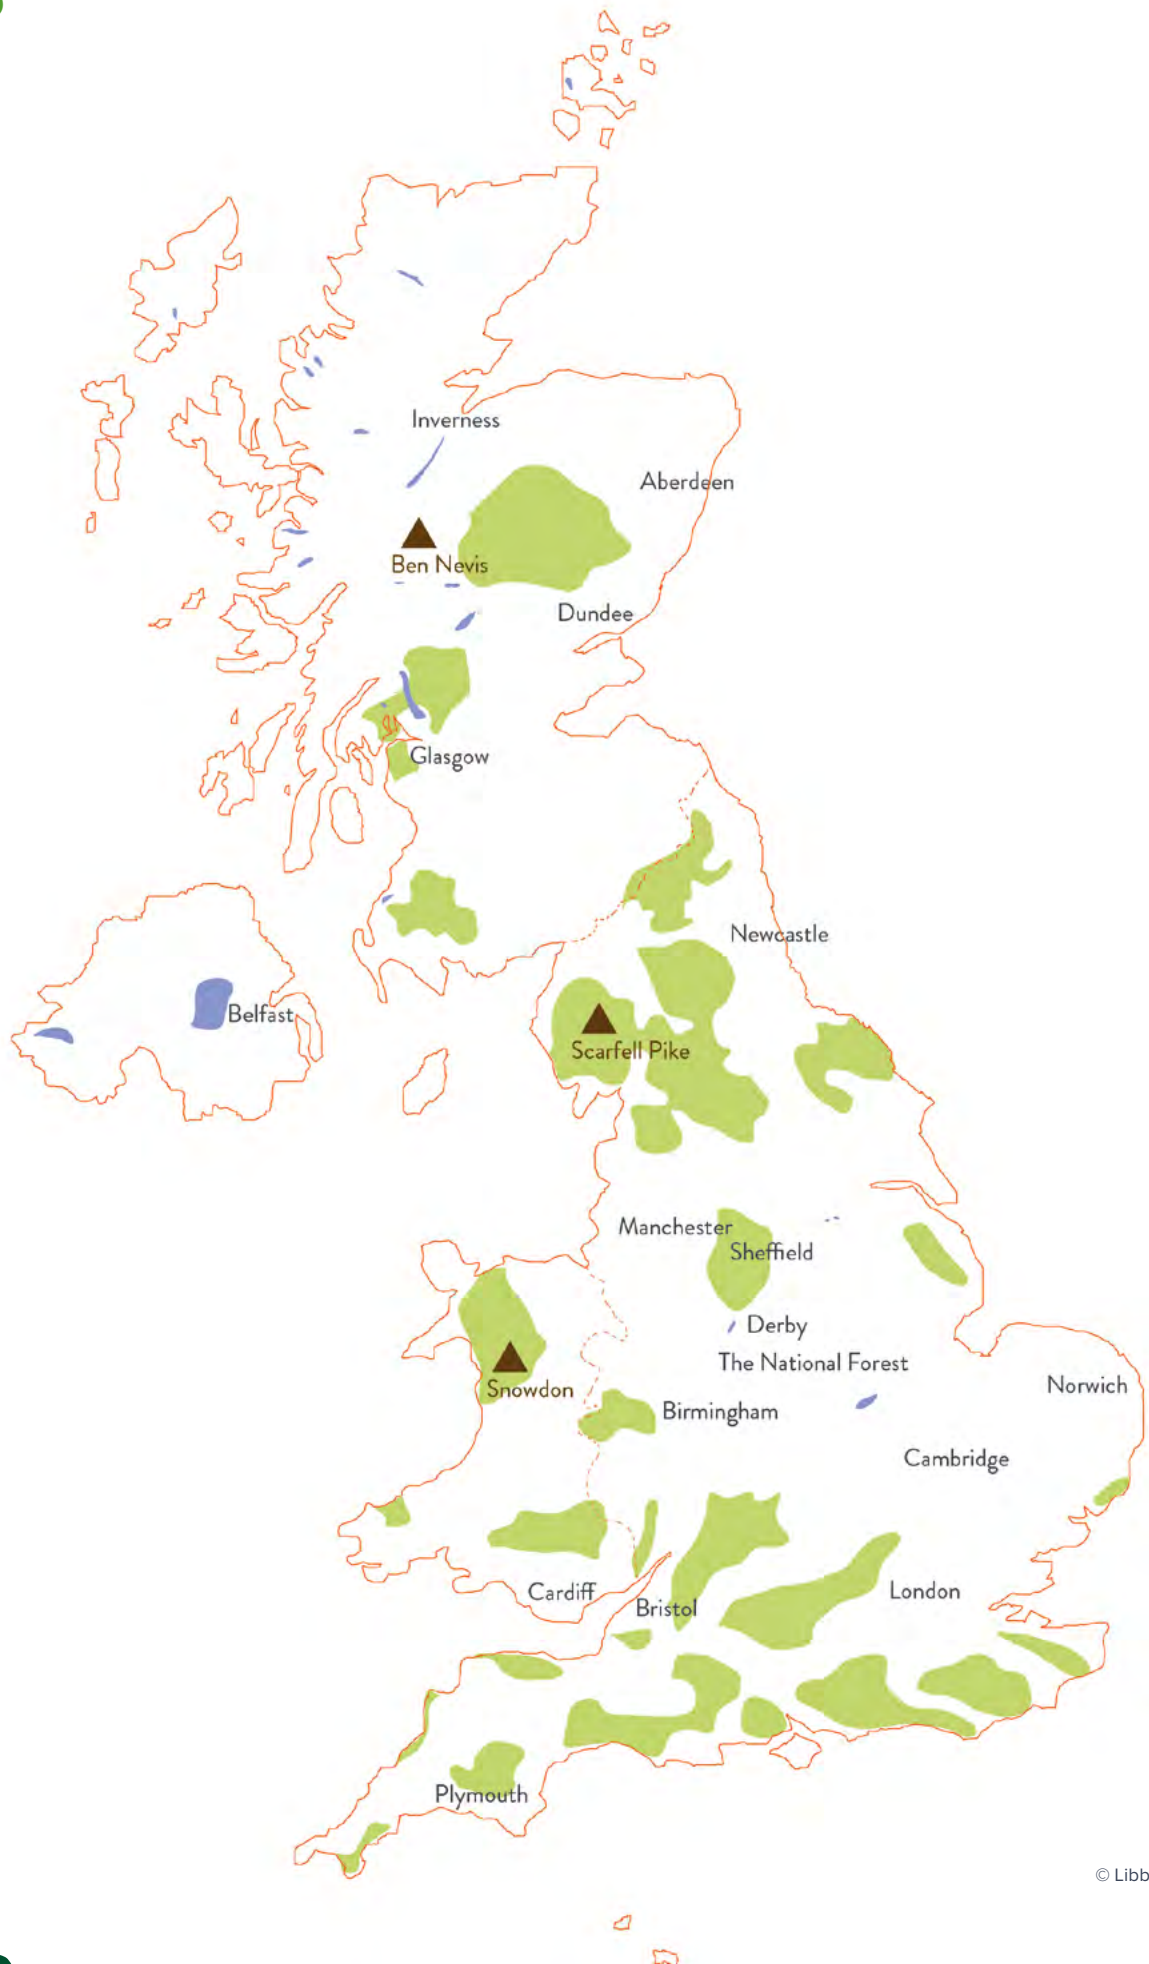 Inverness
Aberdeen
Ben Nevis
Dundee
Glasgow
Newcastle
Belfast
Scarfell Pike
Manchester
Sheffield
Derby
The National Forest
Norwich
Snowdon
Birmingham
Cambridge
Cardiff
London
Bristol
Plymouth
© Libb